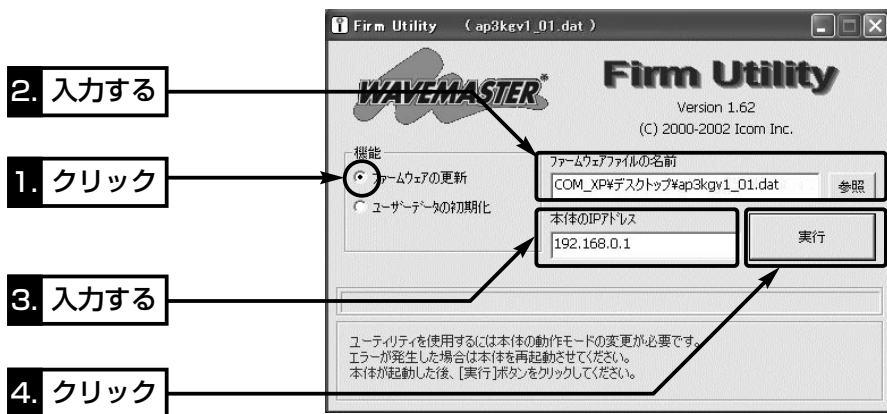 Firm Utility ( ap3kgv1_01.dat )
WAVEMASTER
Firm Utility
Version 1.62
(C) 2000-2002 Icom Inc.
2. 入力する
1. クリック
3. 入力する
4. クリック
機能
ファームウェアの更新
ユーザーデータの初期化
ファームウェアファイルの名前
COM_XP¥デスクトップ¥ap3kgv1_01.dat
参照
本体のIPアドレス
192.168.0.1
実行
ユーティリティを使用するには本体の動作モードの変更が必要です。
エラーが発生した場合は本体を再起動させてください。
本体が起動した後、[実行]ボタンをクリックしてください。